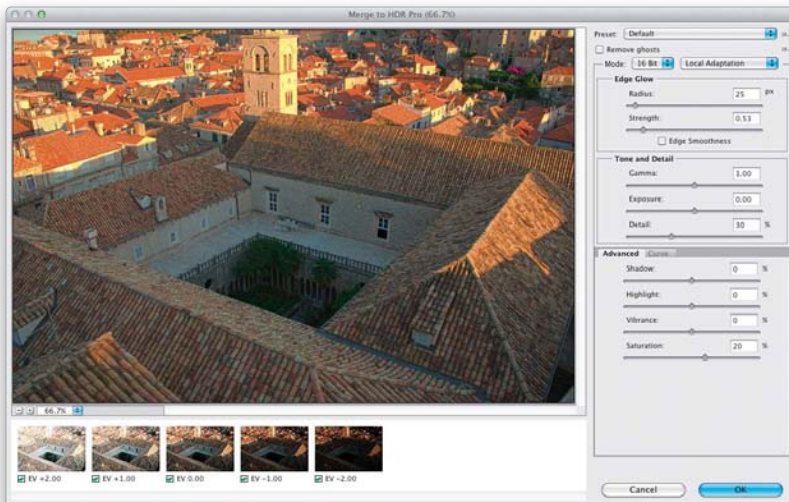 Merge to HDR Pro (66.7%)
Preset: Default
Remove ghosts
Mode: 16 Bit Local Adaptation
Edge Glow
Radius: 25 px
Strength: 0.53
Edge Smoothness
Tone and Detail
Gamma: 1.00
Exposure: 0.00
Detail: 30 %
Advanced Curve
Shadow: 0 %
Highlight: 0 %
Vibrance: 0 %
Saturation: 20 %
66.7%
EV +2.00 EV +1.00 EV 0.00 EV -1.00 EV -2.00
Cancel OK